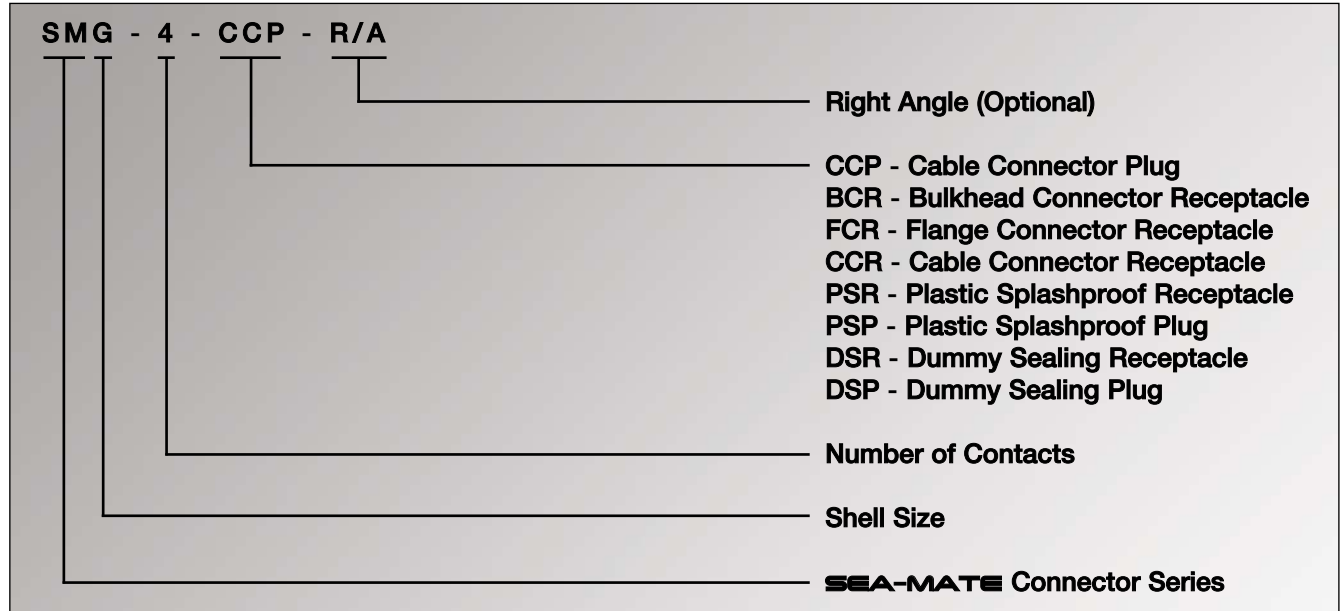 SMG - 4 - CCP - R/A
Right Angle (Optional)
CCP - Cable Connector Plug
BCR - Bulkhead Connector Receptacle
FCR - Flange Connector Receptacle
CCR - Cable Connector Receptacle
PSR - Plastic Splashproof Receptacle
PSP - Plastic Splashproof Plug
DSR - Dummy Sealing Receptacle
DSP - Dummy Sealing Plug
Number of Contacts
Shell Size
SEA-MATE Connector Series